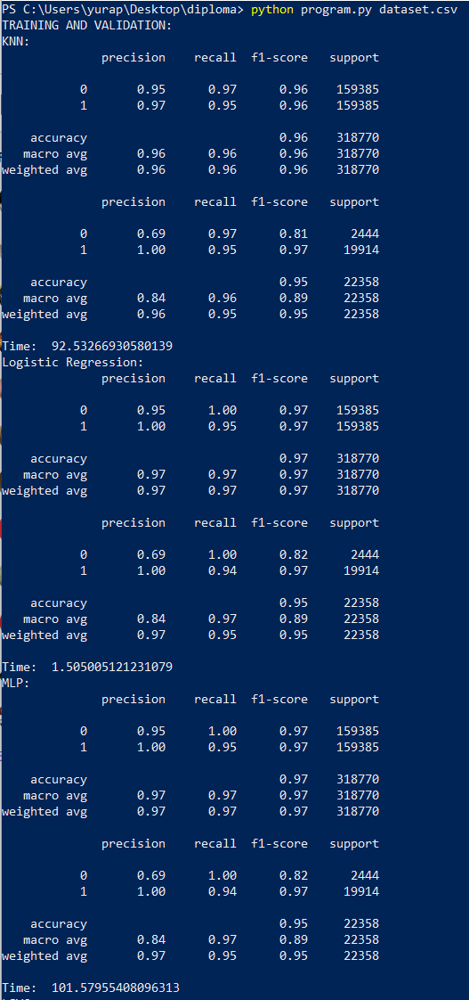 PS C:\Users\yurap\Desktop\diploma> python program.py dataset.csv
TRAINING AND VALIDATION:
KNN:
precision recall f1-score support
0 0.95 0.97 0.96 159385
1 0.97 0.95 0.96 159385
accuracy 0.96 318770
macro avg 0.96 0.96 0.96 318770
weighted avg 0.96 0.96 0.96 318770
precision recall f1-score support
0 0.69 0.97 0.81 2444
1 1.00 0.95 0.97 19914
accuracy 0.95 22358
macro avg 0.84 0.96 0.89 22358
weighted avg 0.96 0.95 0.95 22358
Time: 92.53266930580139
Logistic Regression:
precision recall f1-score support
0 0.95 1.00 0.97 159385
1 1.00 0.95 0.97 159385
accuracy 0.97 318770
macro avg 0.97 0.97 0.97 318770
weighted avg 0.97 0.97 0.97 318770
precision recall f1-score support
0 0.69 1.00 0.82 2444
1 1.00 0.94 0.97 19914
accuracy 0.95 22358
macro avg 0.84 0.97 0.89 22358
weighted avg 0.97 0.95 0.95 22358
Time: 1.505005121231079
MLP:
precision recall f1-score support
0 0.95 1.00 0.97 159385
1 1.00 0.95 0.97 159385
accuracy 0.97 318770
macro avg 0.97 0.97 0.97 318770
weighted avg 0.97 0.97 0.97 318770
precision recall f1-score support
0 0.69 1.00 0.82 2444
1 1.00 0.94 0.97 19914
accuracy 0.95 22358
macro avg 0.84 0.97 0.89 22358
weighted avg 0.97 0.95 0.95 22358
Time: 101.57955408096313